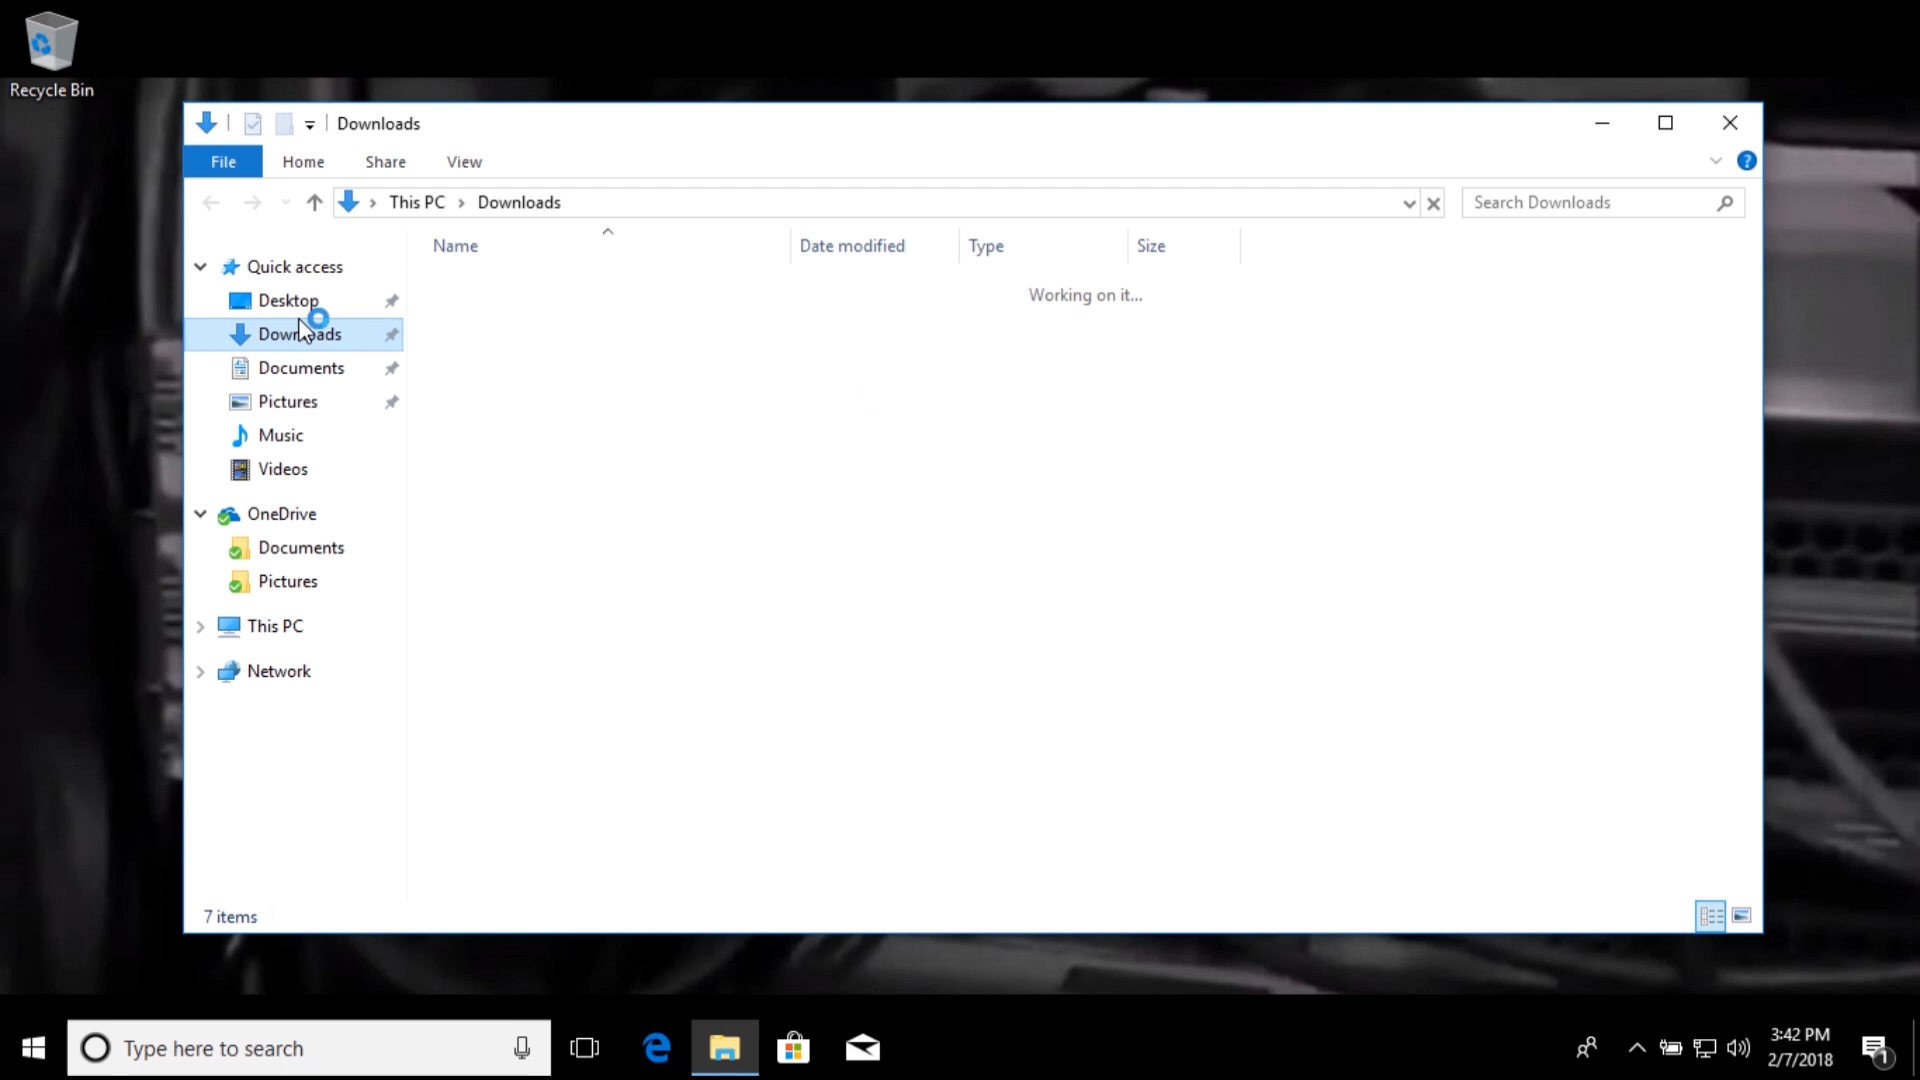 Recycle Bin
Downloads
File Home Share View
This PC Downloads
Search Downloads
Name Date modified Type Size
Working on it...
Quick access
Desktop
Downloads
Documents
Pictures
Music
Videos
OneDrive
Documents
Pictures
This PC
Network
7 items
Type here to search
3:42 PM
2/7/2018
1